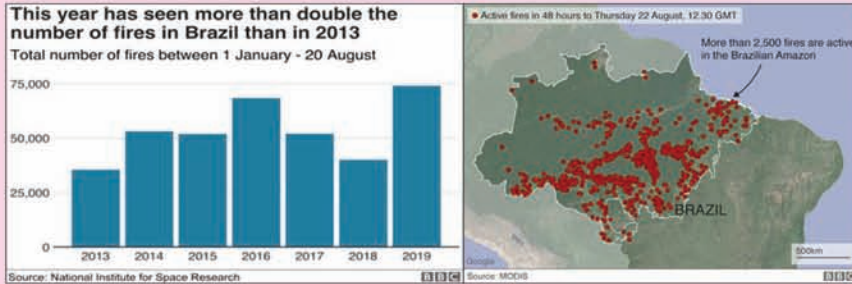 This year has seen more than double the
number of fires in Brazil than in 2013
Total number of fires between 1 January - 20 August
75,000
50,000
25,000
0
2013 2014 2015 2016 2017 2018 2019
Source: National Institute for Space Research
BBC
Active fires in 48 hours to Thursday 22 August, 12.30 GMT
More than 2,500 fires are active
in the Brazilian Amazon
BRAZIL
500km
Google
Source: MODIS
BBC